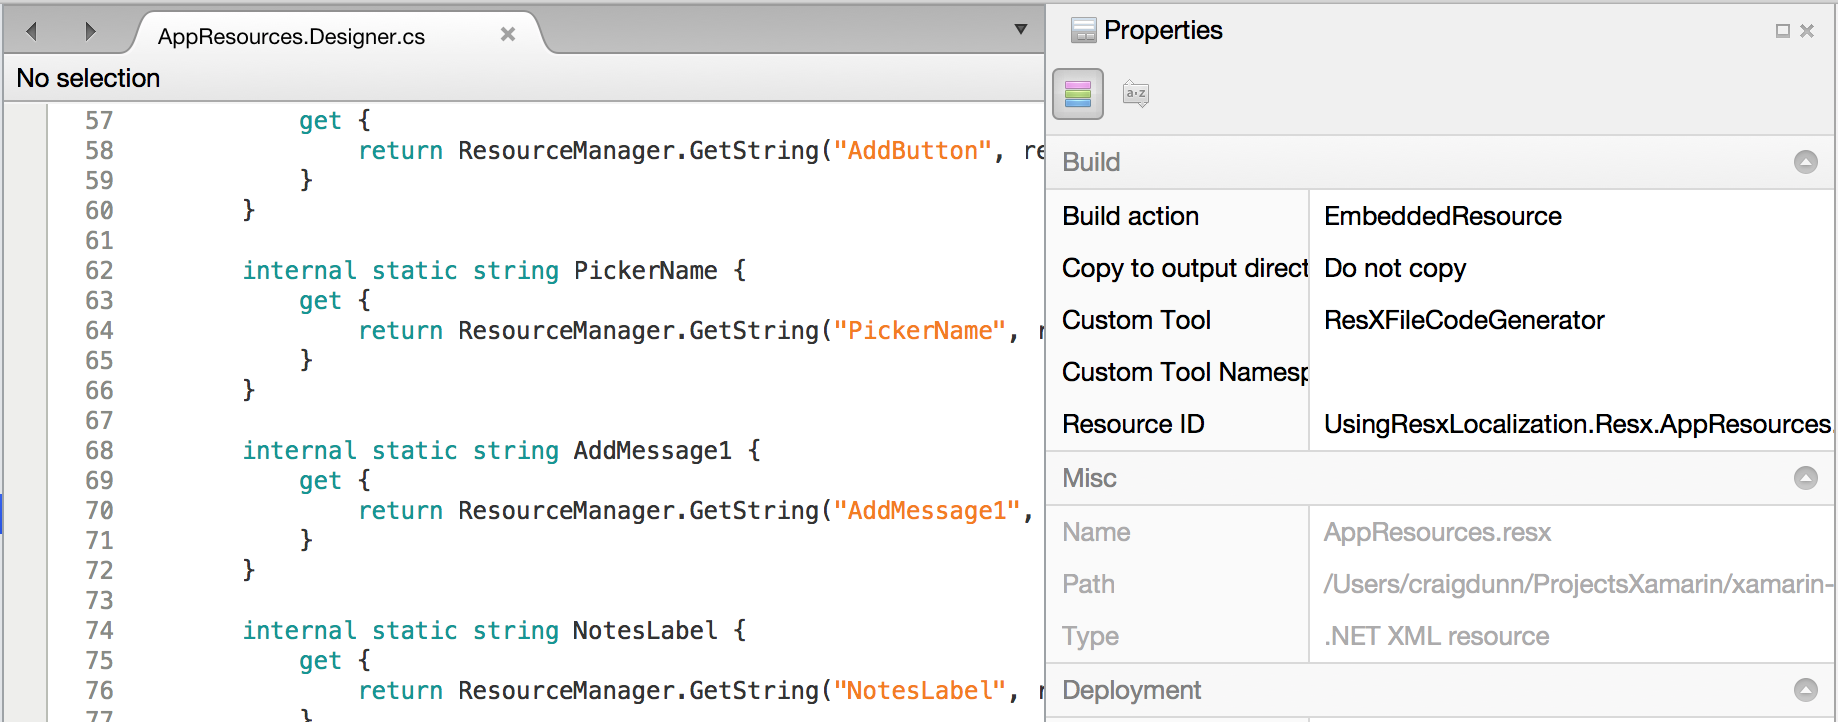 AppResources.Designer.cs
No selection
57 get {
58 return ResourceManager.GetString("AddButton", re
59 }
60 }
61
62 internal static string PickerName {
63 get {
64 return ResourceManager.GetString("PickerName",
65 }
66 }
67
68 internal static string AddMessage1 {
69 get {
70 return ResourceManager.GetString("AddMessage1",
71 }
72 }
73
74 internal static string NotesLabel {
75 get {
76 return ResourceManager.GetString("NotesLabel",
77 }
Properties
a-z
Build
Build action EmbeddedResource
Copy to output direct Do not copy
Custom Tool ResXFileCodeGenerator
Custom Tool Namesp
Resource ID UsingResxLocalization.Resx.AppResources.
Misc
Name AppResources.resx
Path /Users/craigdunn/ProjectsXamarin/xamarin-
Type .NET XML resource
Deployment